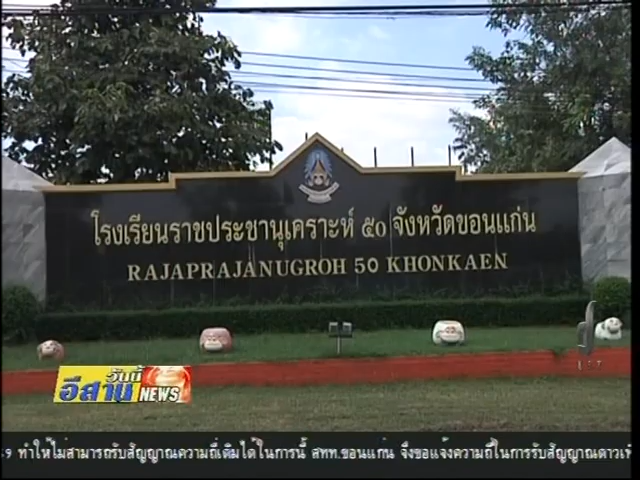 โรงเรียนราชประชานุเคราะห์ ๕๐ จังหวัดขอนแก่น
RAJAPRAJANUGROH 50 KHONKAEN
วันนี้
อีสาน NEWS
ทำให้ไม่สามารถรับสัญญาณความถี่เดิมได้ในการนี้ สทท.ขอนแก่น จึงขอแจ้งความถี่ในการรับสัญญาณดาวเ